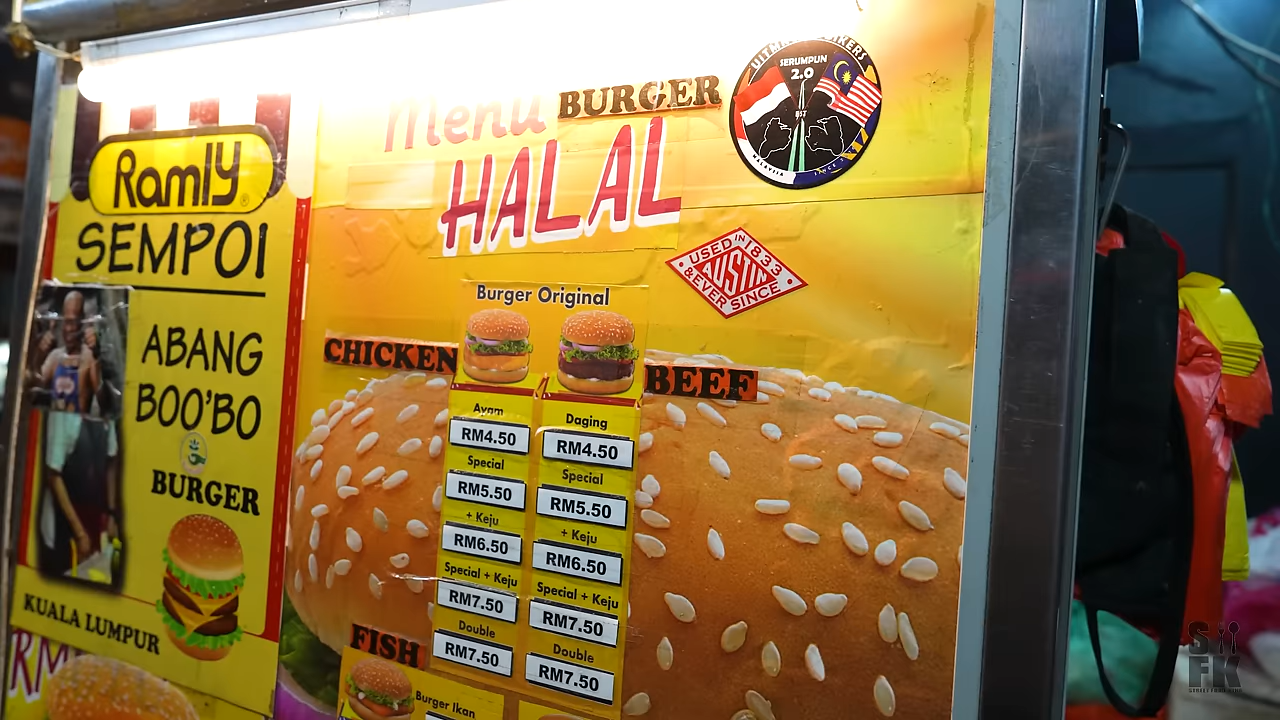 Ramly
SEMPOI
ABANG
BOO'BO
BURGER
KUALA LUMPUR
RM
Menu BURGER
HALAL
SERUMPUN
2.0
EST
MALAYSIA
USED IN 1833
AUSTIN
& EVER SINCE
Burger Original
CHICKEN
BEEF
Ayam
RM4.50
Special
RM5.50
+ Keju
RM6.50
Special + Keju
RM7.50
Double
RM7.50
Daging
RM4.50
Special
RM5.50
+ Keju
RM6.50
Special + Keju
RM7.50
Double
RM7.50
FISH
Burger Ikan
SFK